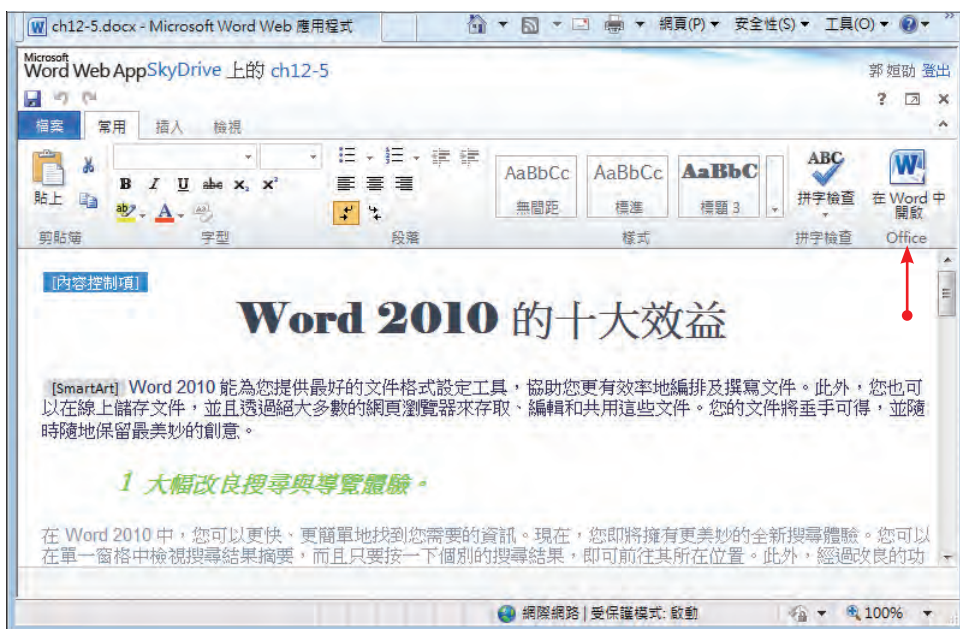 ch12-5.docx - Microsoft Word Web 應用程式
網頁(P) 安全性(S) 工具(O)
Microsoft
Word Web App SkyDrive 上的 ch12-5
登出
檔案 常用 插入 檢視
貼上
B I U abc X, X²
ab A
AaBbCc AaBbCc AaBbC
無間距 標準 標題 3
ABC
拼字檢查
W
在 Word 中
開啟
剪貼簿 字型 段落 樣式 拼字檢查 Office
[內容控制項]
Word 2010 的十大效益
[SmartArt] Word 2010 能為您提供最好的文件格式設定工具，協助您更有效率地編排及撰寫文件。此外，您也可
以在線上儲存文件，並且透過絕大多數的網頁瀏覽器來存取、編輯和共用這些文件。您的文件將垂手可得，並隨
時隨地保留最美妙的創意。
1 大幅改良搜尋與導覽體驗。
在 Word 2010 中，您可以更快、更簡單地找到您需要的資訊。現在，您即將擁有更美妙的全新搜尋體驗。您可以
在單一窗格中檢視搜尋結果摘要，而且只要按一下個別的搜尋結果，即可前往其所在位置。此外，經過改良的功
網際網路 | 受保護模式: 啟動
100%